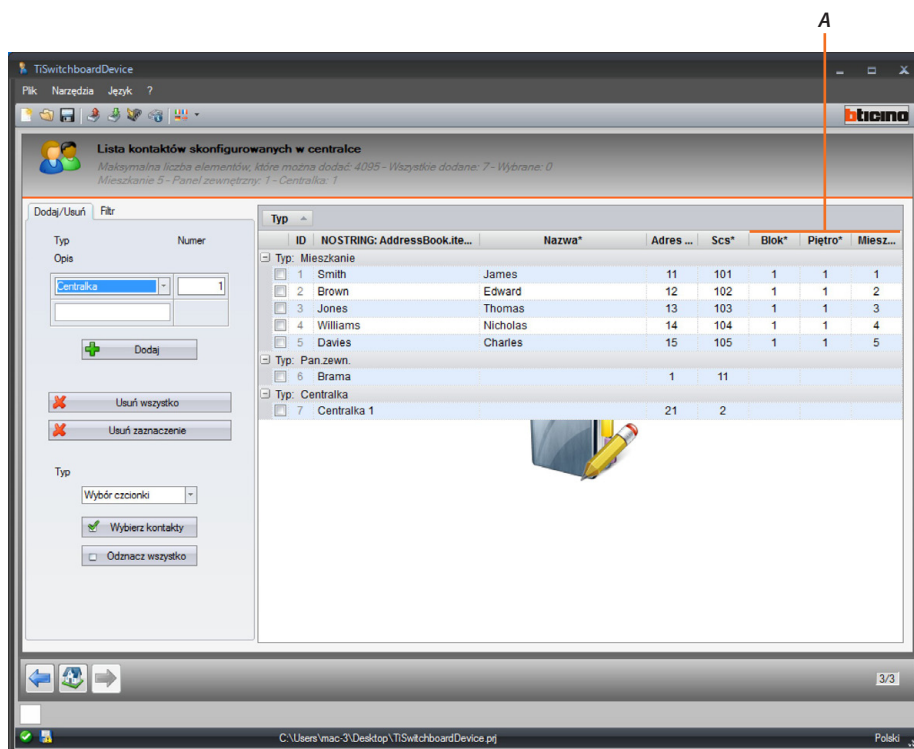 A
TiSwitchboardDevice
Plik Narzędzia Język ?
bticino
Lista kontaktów skonfigurowanych w centralce
Maksymalna liczba elementów, które można dodać: 4095 - Wszystkie dodane: 7 - Wybrane: 0
Mieszkanie 5 - Panel zewnętrzny: 1 - Centralka: 1
Dodaj/Usuń Filtr
Typ Numer
Opis
Centralka 1
Dodaj
Usuń wszystko
Usuń zaznaczenie
Typ
Wybór czcionki
Wybierz kontakty
Odznacz wszystko
Typ
ID NOSTRING: AddressBook.ite... Nazwa* Adres ... Scs* Blok* Piętro* Miesz...
Typ: Mieszkanie
1 Smith James 11 101 1 1 1
2 Brown Edward 12 102 1 1 2
3 Jones Thomas 13 103 1 1 3
4 Williams Nicholas 14 104 1 1 4
5 Davies Charles 15 105 1 1 5
Typ: Pan.zewn.
6 Brama 1 11
Typ: Centralka
7 Centralka 1 21 2
3/3
C:\Users\mac-3\Desktop\TiSwitchboardDevice.prj Polski